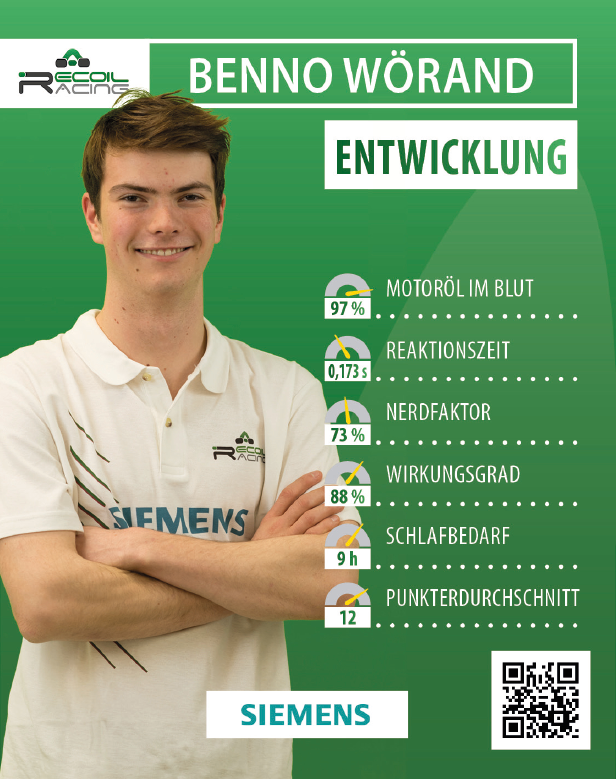 RECOIL
RACING
BENNO WÖRAND
ENTWICKLUNG
97 %
MOTORÖL IM BLUT
0,173 s
REAKTIONSZEIT
73 %
NERDFAKTOR
88 %
WIRKUNGSGRAD
9 h
SCHLAFBEDARF
12
PUNKTERDURCHSCHNITT
RECOIL
RACING
SIEMENS
SIEMENS